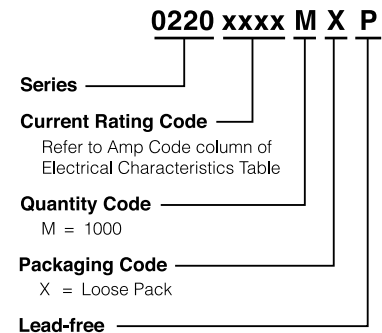 0220 xxxx M X P
Series
Current Rating Code
Refer to Amp Code column of
Electrical Characteristics Table
Quantity Code
M = 1000
Packaging Code
X = Loose Pack
Lead-free